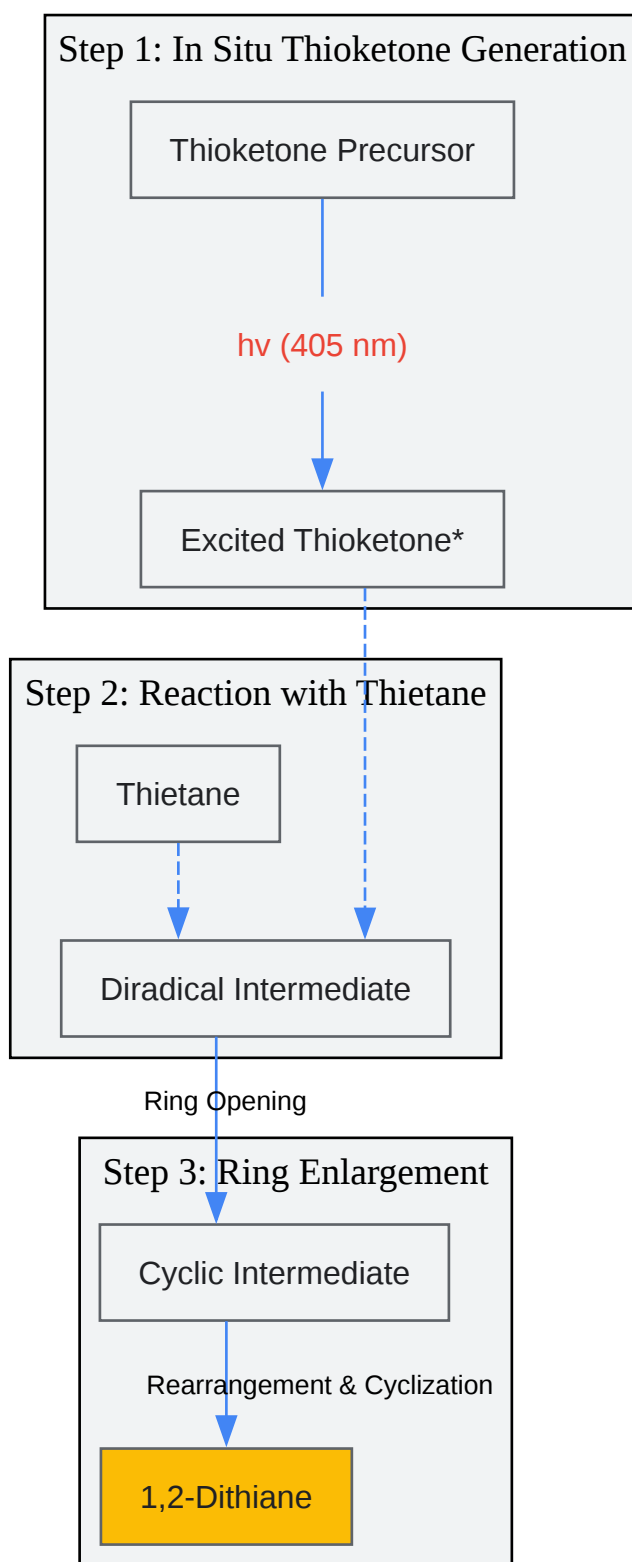 Step 1: In Situ Thioketone Generation
Thioketone Precursor
hv (405 nm)
Excited Thioketone*
Step 2: Reaction with Thietane
Thietane
Diradical Intermediate
Ring Opening
Step 3: Ring Enlargement
Cyclic Intermediate
Rearrangement & Cyclization
1,2-Dithiane